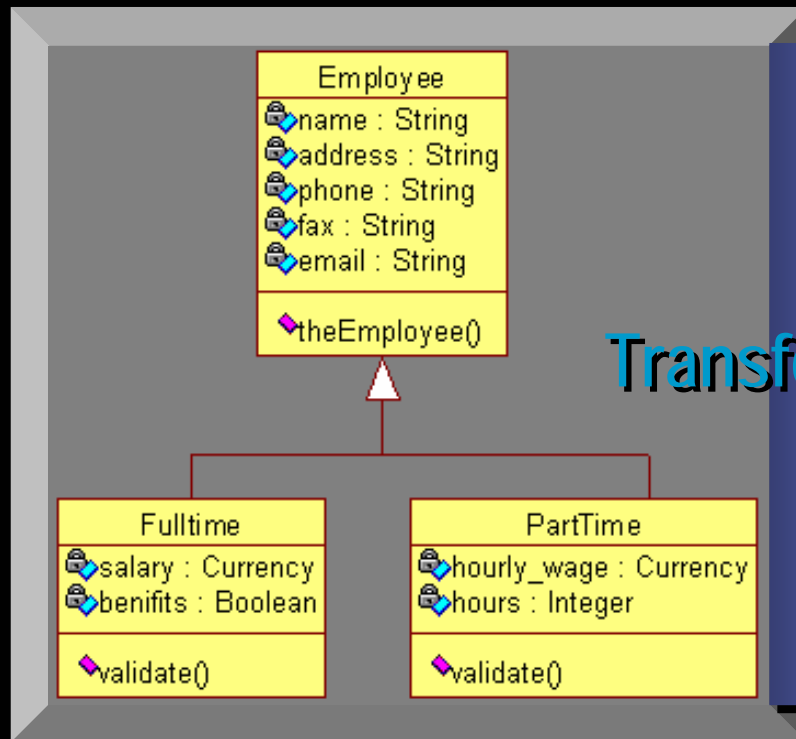 Employee
name : String
address : String
phone : String
fax : String
email : String
theEmployee()
Transf
Fulltime
salary : Currency
benifits : Boolean
validate()
PartTime
hourly_wage : Currency
hours : Integer
validate()